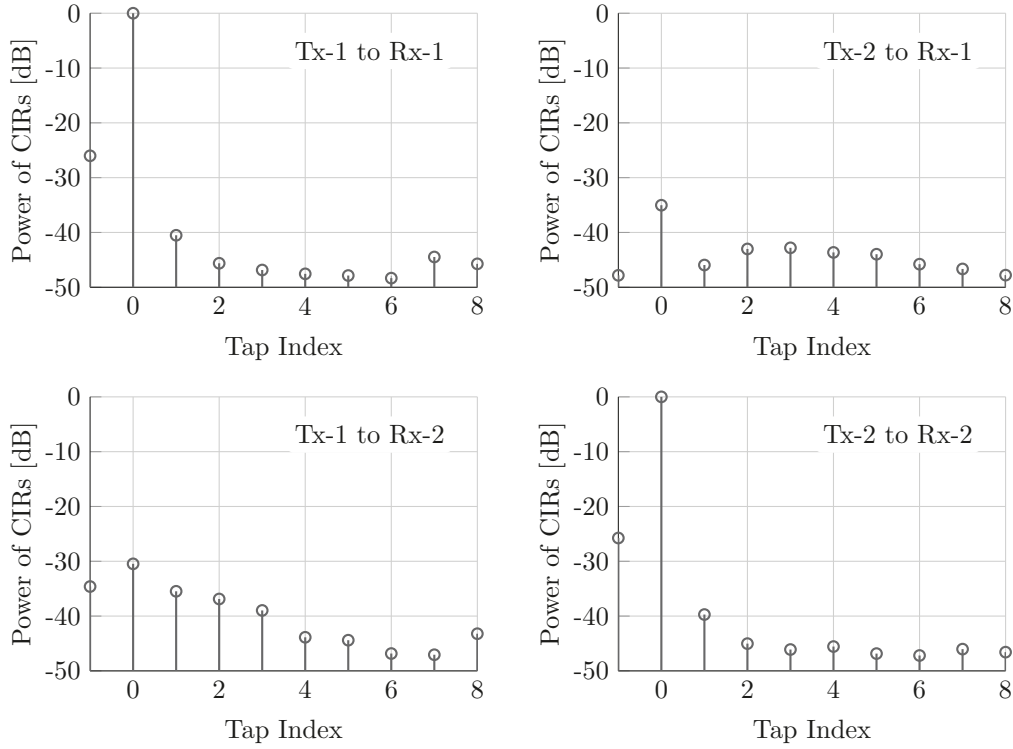 Power of CIRs [dB]
0
-10
-20
-30
-40
-50
Tx-1 to Rx-1
0 2 4 6 8
Tap Index
Power of CIRs [dB]
0
-10
-20
-30
-40
-50
Tx-2 to Rx-1
0 2 4 6 8
Tap Index
Power of CIRs [dB]
0
-10
-20
-30
-40
-50
Tx-1 to Rx-2
0 2 4 6 8
Tap Index
Power of CIRs [dB]
0
-10
-20
-30
-40
-50
Tx-2 to Rx-2
0 2 4 6 8
Tap Index